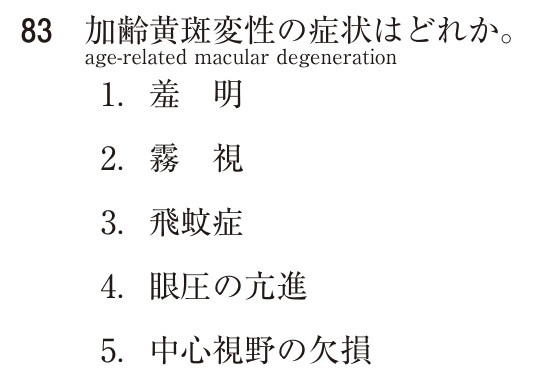 83 加齢黄斑変性の症状はどれか。
age-related macular degeneration
1. 羞　明
2. 霧　視
3. 飛蚊症
4. 眼圧の亢進
5. 中心視野の欠損